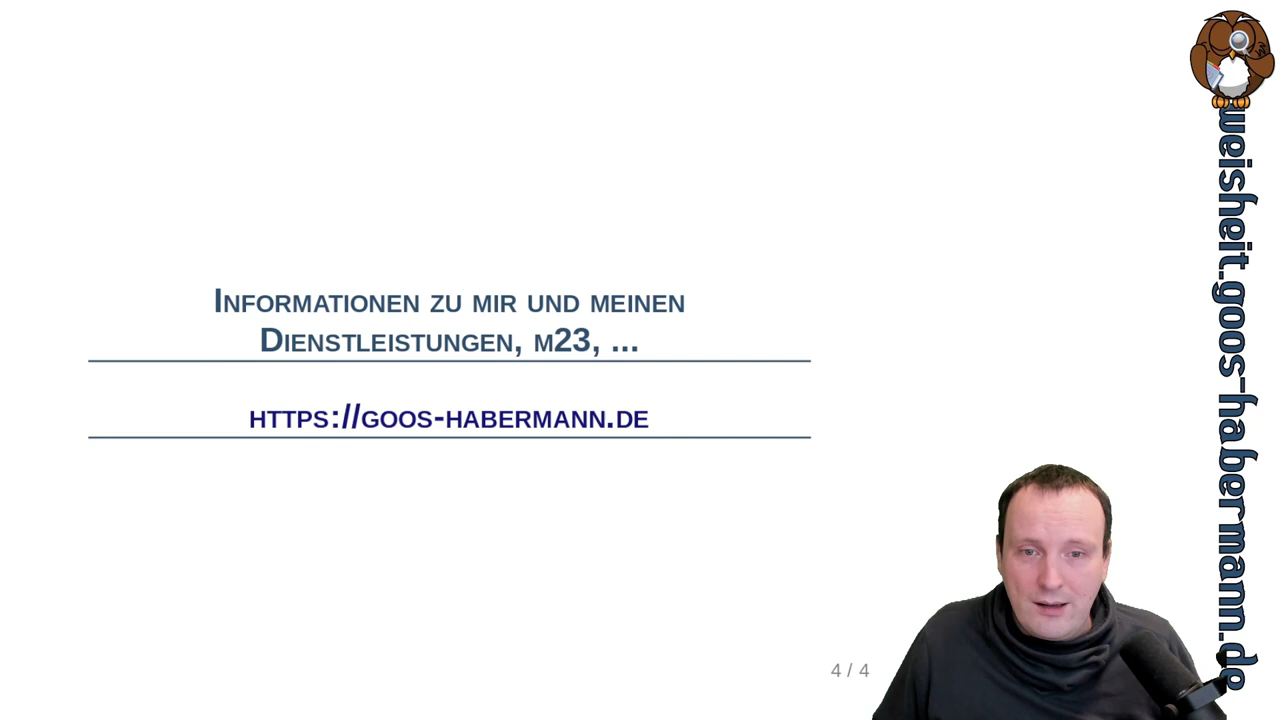 Informationen zu mir und meinen
Dienstleistungen, m23, ...
https://goos-habermann.de
4 / 4
weisheit.goos-habermann.de